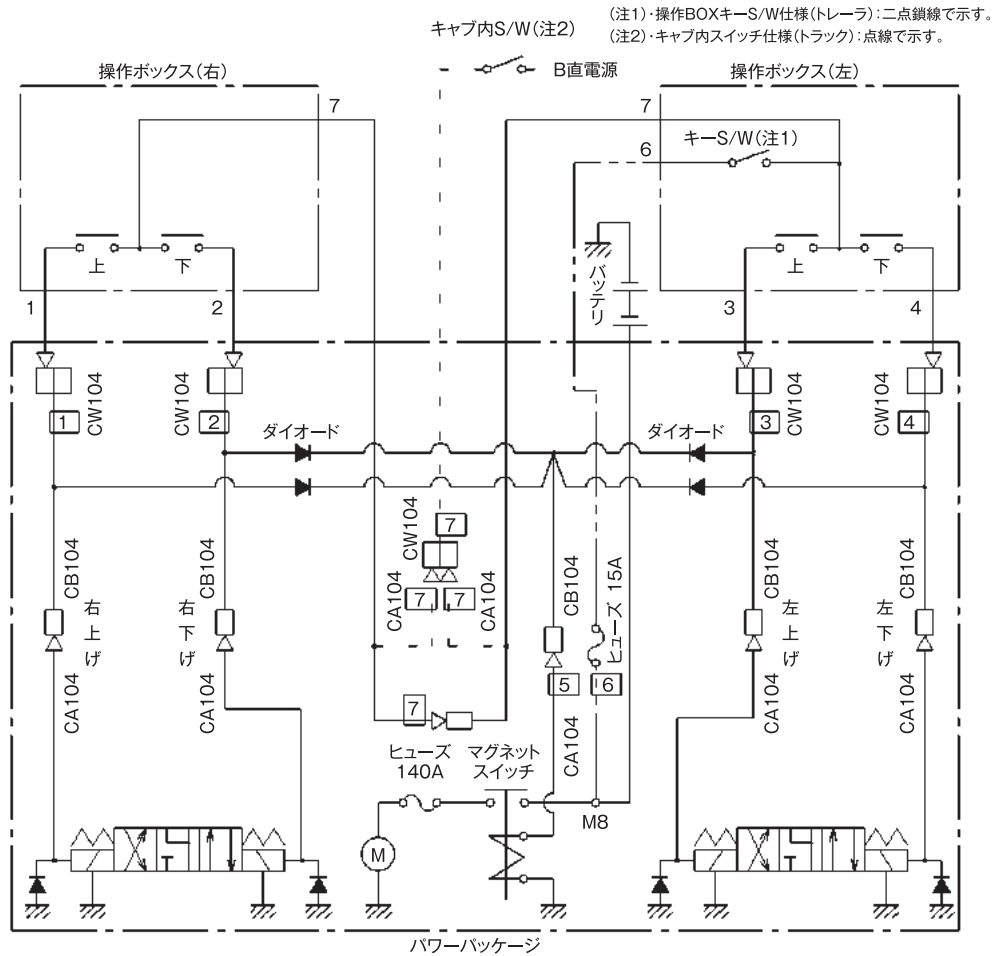 (注1)・操作BOXキーS/W仕様(トレーラ):二点鎖線で示す。
(注2)・キャブ内スイッチ仕様(トラック):点線で示す。
キャブ内S/W(注2)
B直電源
操作ボックス(右)
操作ボックス(左)
7
7
キーS/W(注1)
6
上
下
上
下
バッテリ
1
2
3
4
CW104
CW104
CW104
CW104
1
2
3
4
ダイオード
ダイオード
7
CW104
CA104
7
7
CA104
CB104
CB104
CB104
ヒューズ 15A
CB104
CB104
右上げ
右下げ
左上げ
左下げ
CA104
CA104
5
6
CA104
CA104
CA104
7
ヒューズ
140A
マグネット
スイッチ
M8
M
パワーパッケージ